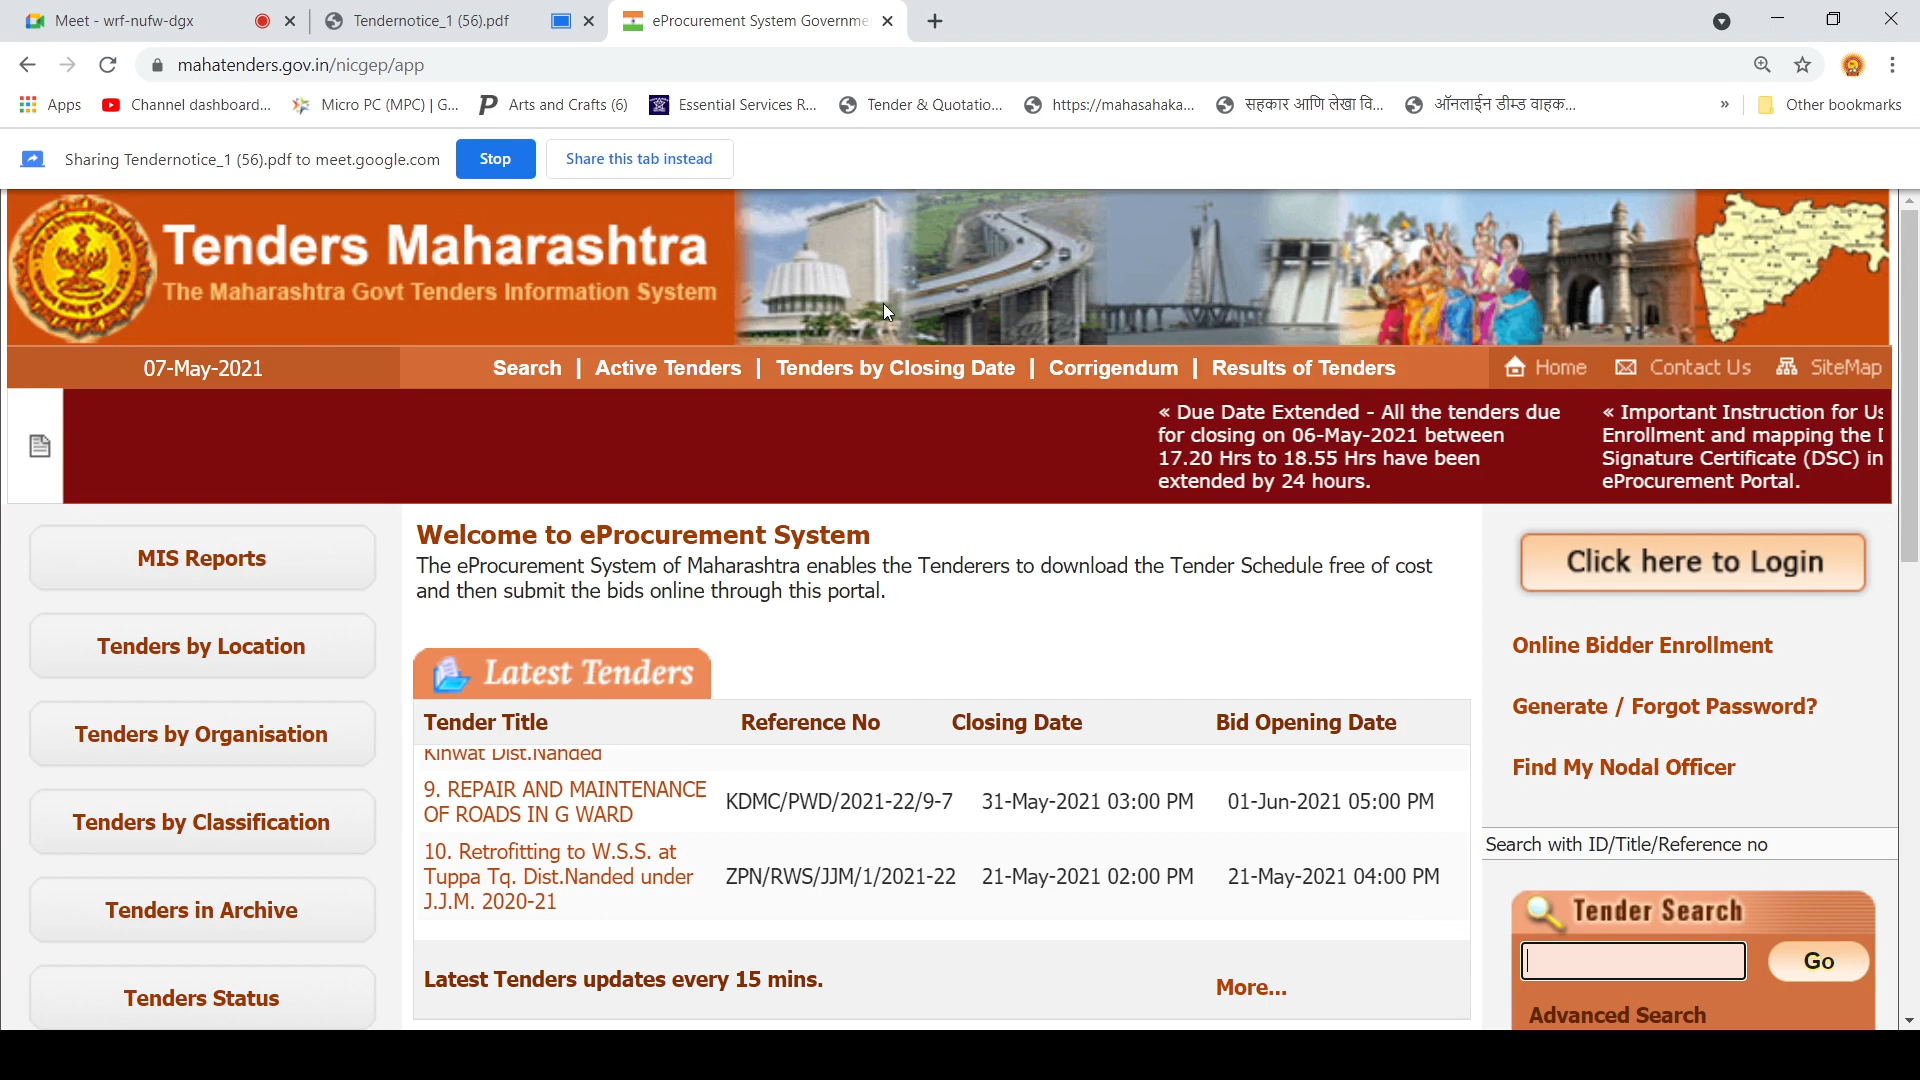 Meet - wrf-nufw-dgx
Tendernotice_1 (56).pdf
eProcurement System Governme
mahatenders.gov.in/nicgep/app
Apps
Channel dashboard...
Micro PC (MPC) | G...
Arts and Crafts (6)
Essential Services R...
Tender & Quotatio...
https://mahasahaka...
सहकार आणि लेखा वि...
ऑनलाईन डीम्ड वाहक...
»
Other bookmarks
Sharing Tendernotice_1 (56).pdf to meet.google.com
Stop
Share this tab instead
Tenders Maharashtra
The Maharashtra Govt Tenders Information System
07-May-2021
Search | Active Tenders | Tenders by Closing Date | Corrigendum | Results of Tenders
Home
Contact Us
SiteMap
« Due Date Extended - All the tenders due
for closing on 06-May-2021 between
17.20 Hrs to 18.55 Hrs have been
extended by 24 hours.
« Important Instruction for Us
Enrollment and mapping the D
Signature Certificate (DSC) in
eProcurement Portal.
MIS Reports
Tenders by Location
Tenders by Organisation
Tenders by Classification
Tenders in Archive
Tenders Status
Welcome to eProcurement System
The eProcurement System of Maharashtra enables the Tenderers to download the Tender Schedule free of cost
and then submit the bids online through this portal.
Latest Tenders
Tender Title Reference No Closing Date Bid Opening Date
Kinwat Dist.Nanded
9. REPAIR AND MAINTENANCE
OF ROADS IN G WARD
KDMC/PWD/2021-22/9-7 31-May-2021 03:00 PM 01-Jun-2021 05:00 PM
10. Retrofitting to W.S.S. at
Tuppa Tq. Dist.Nanded under
J.J.M. 2020-21
ZPN/RWS/JJM/1/2021-22 21-May-2021 02:00 PM 21-May-2021 04:00 PM
Latest Tenders updates every 15 mins.
More...
Click here to Login
Online Bidder Enrollment
Generate / Forgot Password?
Find My Nodal Officer
Search with ID/Title/Reference no
Tender Search
Go
Advanced Search